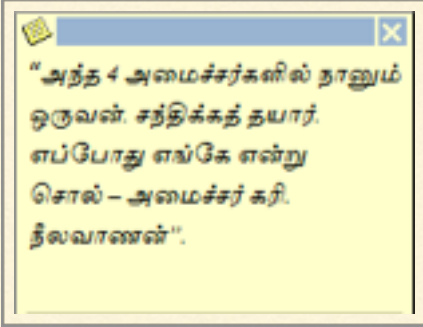 “அந்த 4 அமைச்சர்களில் நானும்
ஒருவன். சந்திக்கத் தயார்.
எப்போது எங்கே என்று
சொல் – அமைச்சர் கரி.
நீலவாணன்”.